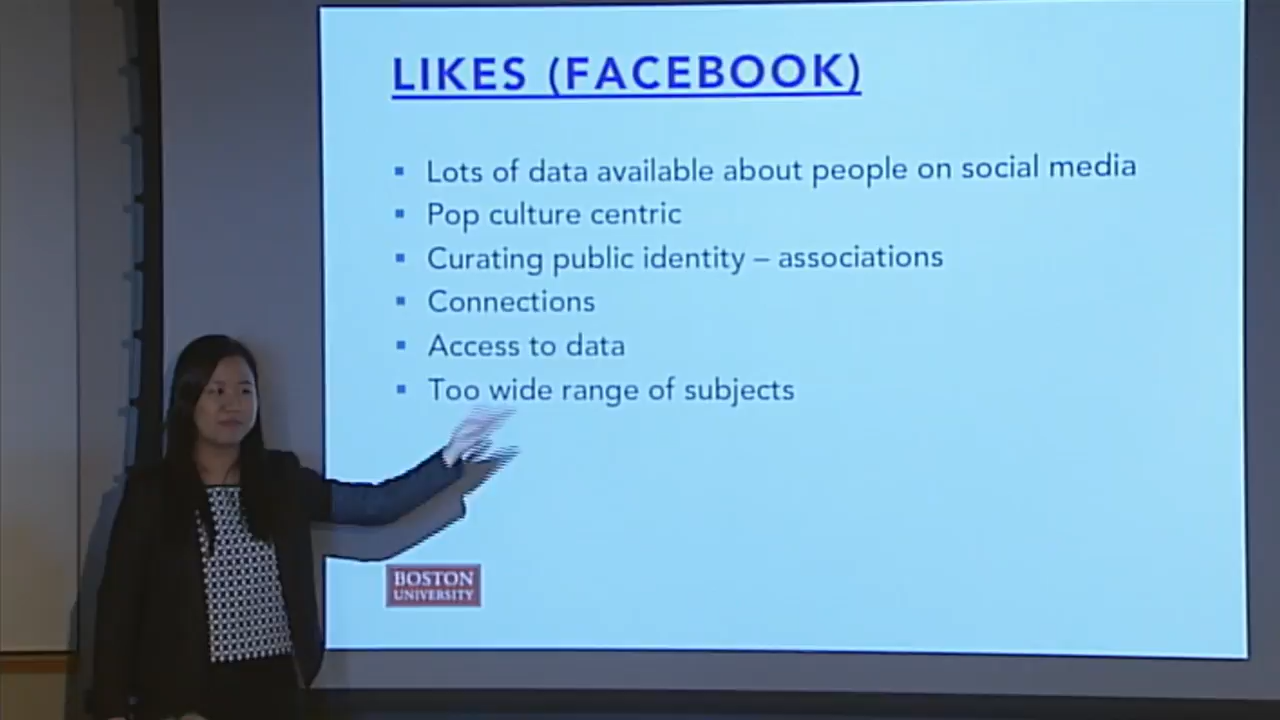 LIKES (FACEBOOK)
Lots of data available about people on social media
Pop culture centric
Curating public identity – associations
Connections
Access to data
Too wide range of subjects
BOSTON
UNIVERSITY